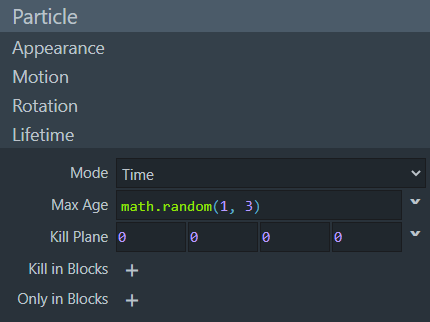 Particle
Appearance
Motion
Rotation
Lifetime
Mode Time
Max Age math.random(1, 3)
Kill Plane 0 0 0 0
Kill in Blocks +
Only in Blocks +